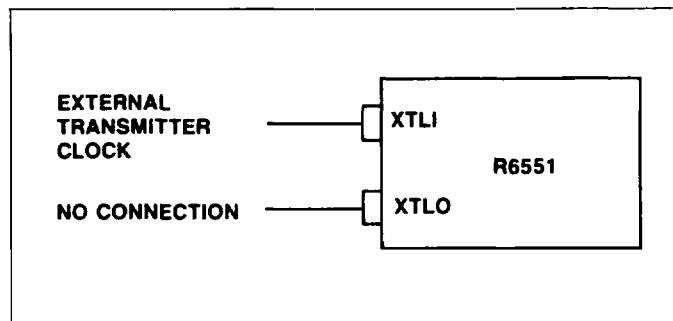 EXTERNAL
TRANSMITTER
CLOCK
XTLI
R6551
NO CONNECTION
XTLO